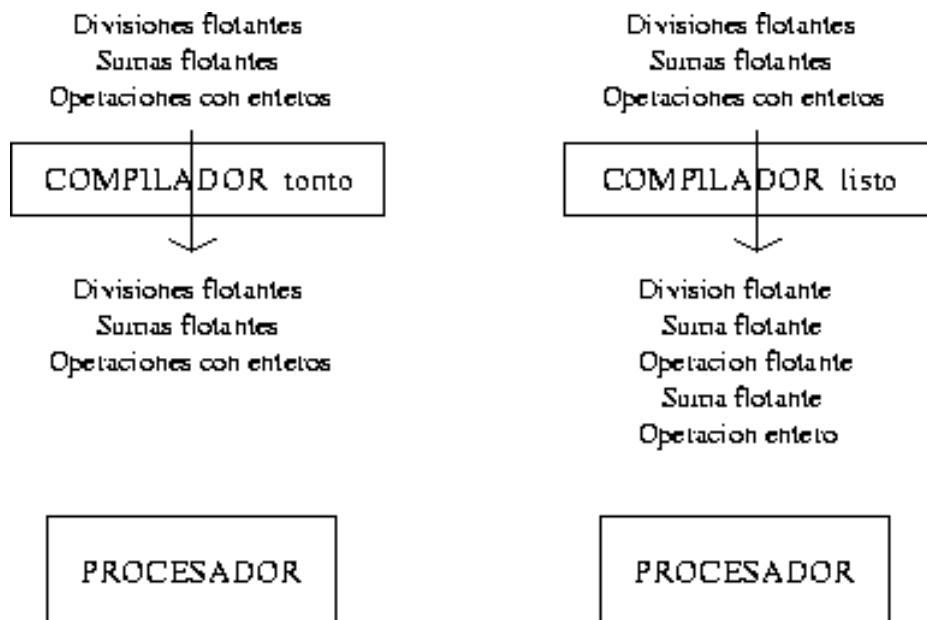 Divisiones flotantes
Sumas flotantes
Operaciones con enteros
COMPILADOR tonto
Divisiones flotantes
Sumas flotantes
Operaciones con enteros
PROCESADOR
Divisiones flotantes
Sumas flotantes
Operaciones con enteros
COMPILADOR listo
Division flotante
Suma flotante
Operacion flotante
Suma flotante
Operacion entero
PROCESADOR